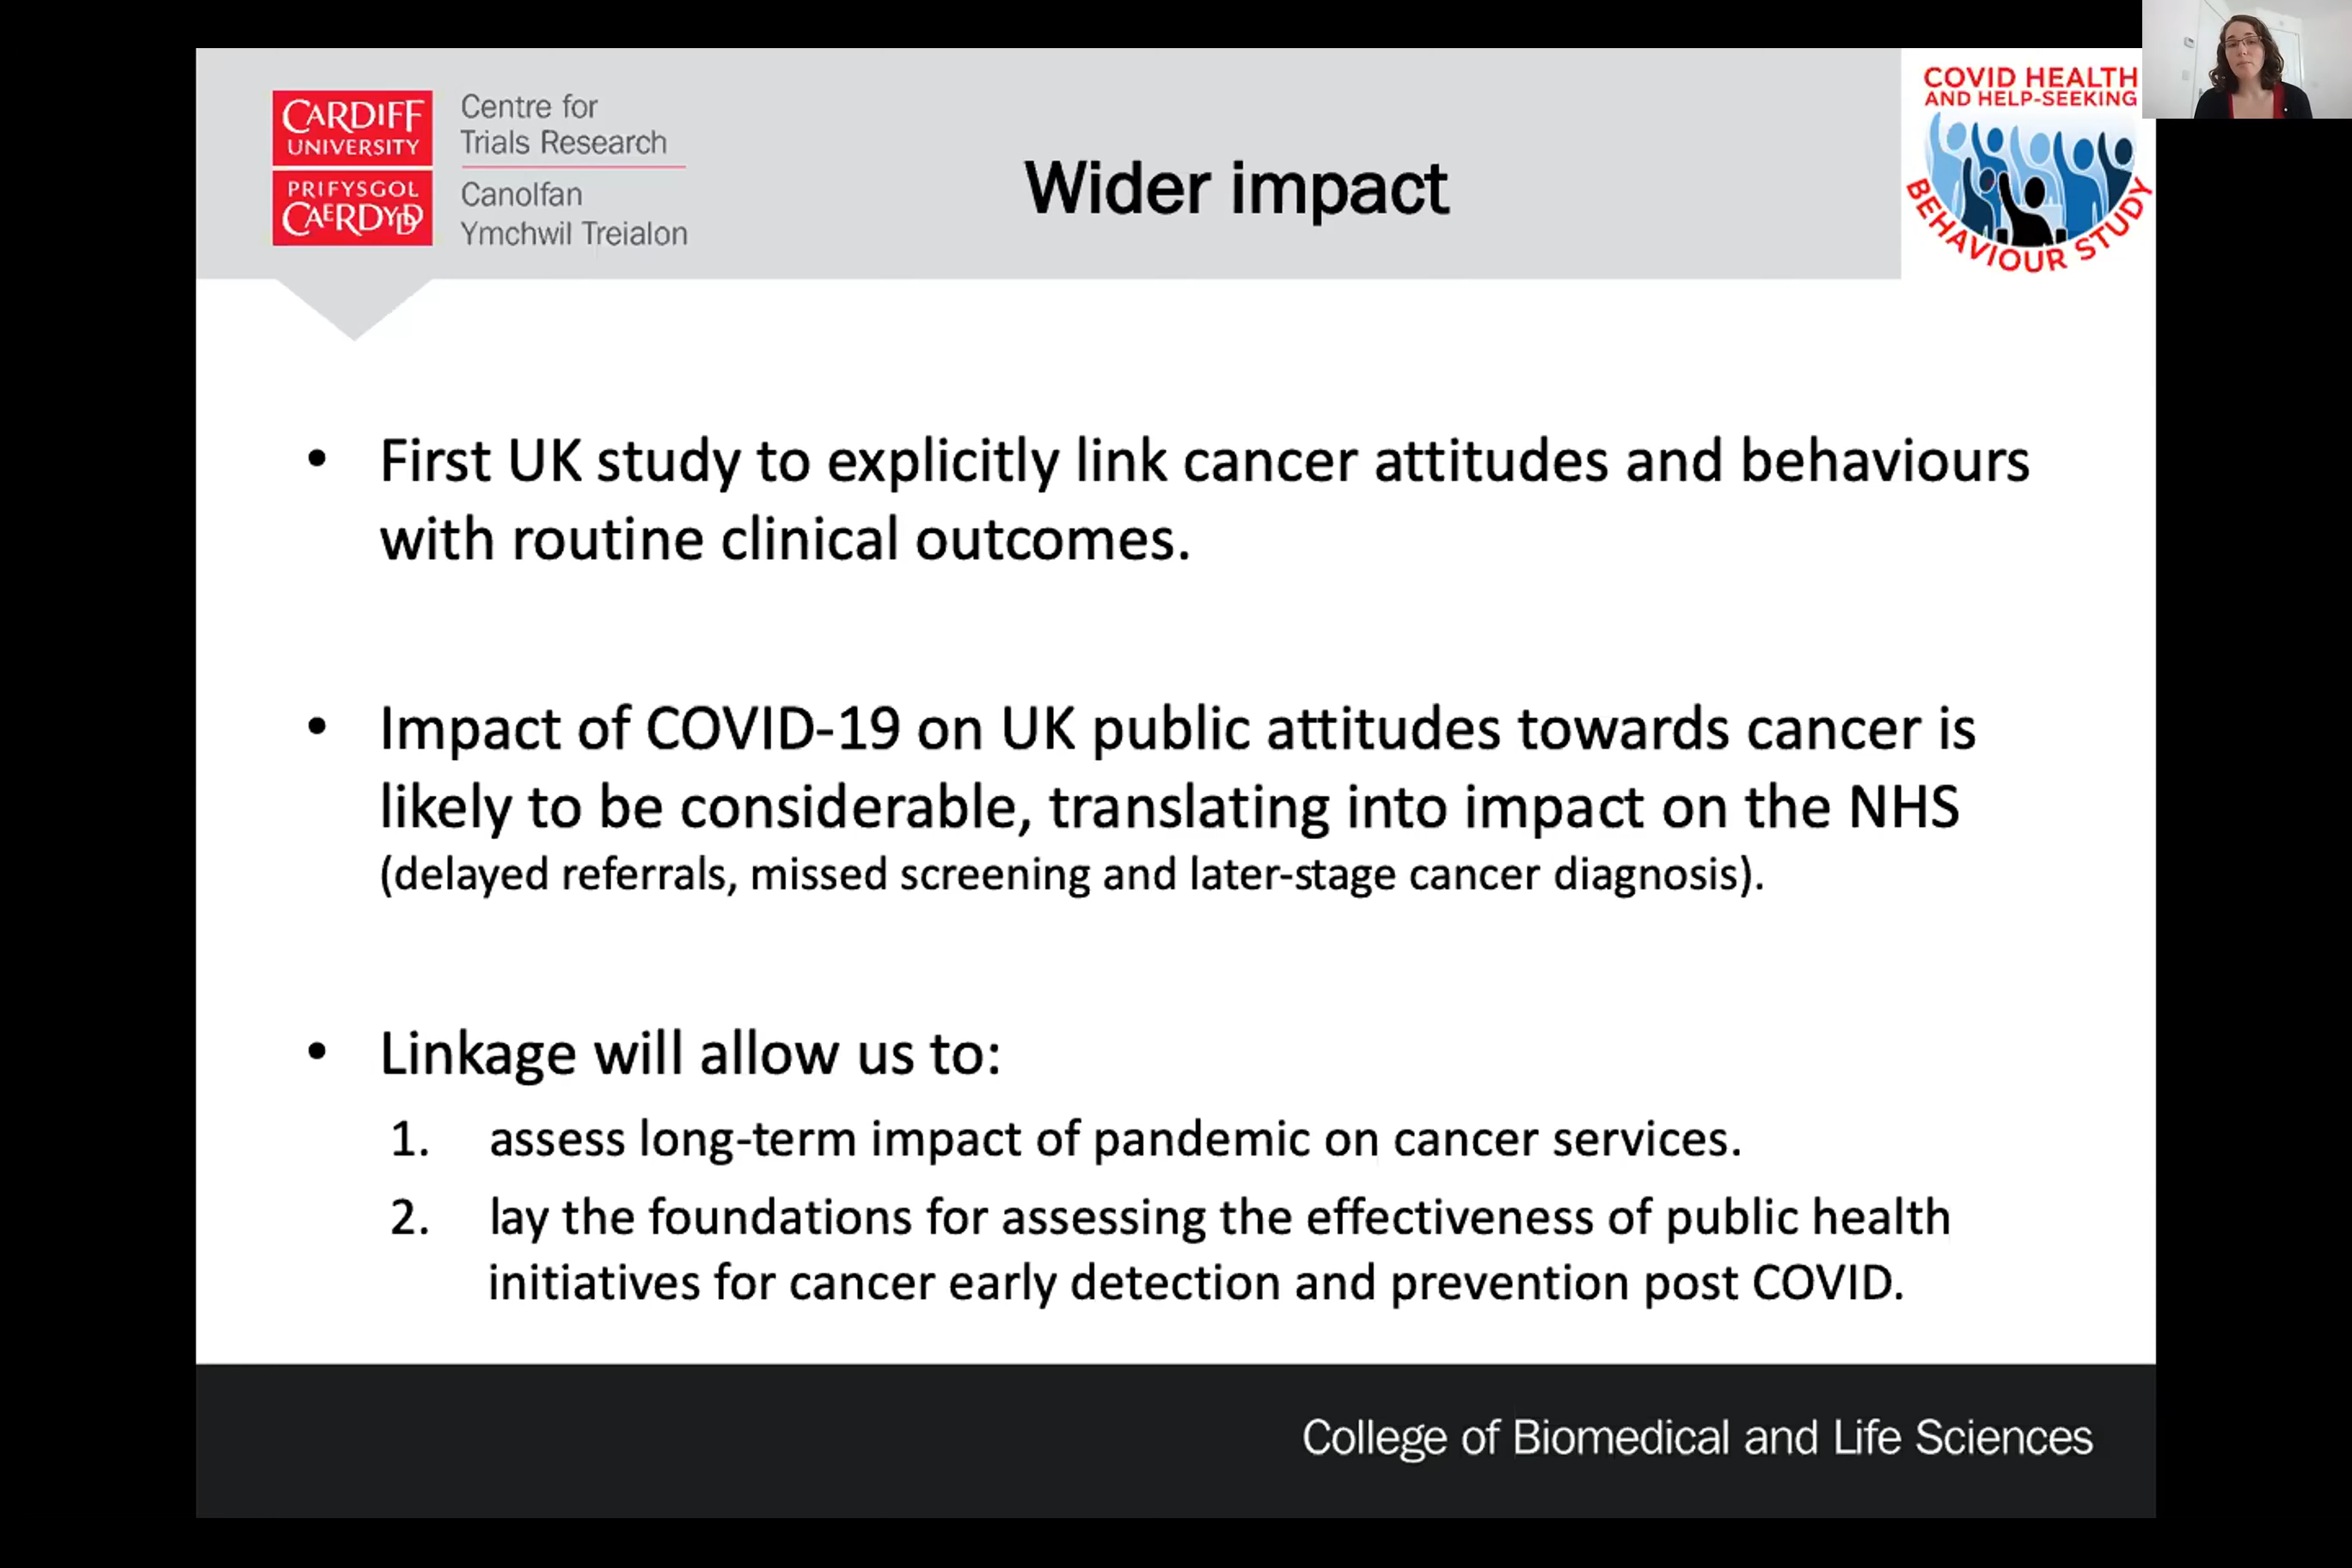 CARDIFF
UNIVERSITY
PRIFYSGOL
CAERDYDD
Centre for
Trials Research
Canolfan
Ymchwil Treialon
Wider impact
COVID HEALTH
AND HELP-SEEKING
BEHAVIOUR STUDY
• First UK study to explicitly link cancer attitudes and behaviours
with routine clinical outcomes.
• Impact of COVID-19 on UK public attitudes towards cancer is
likely to be considerable, translating into impact on the NHS
(delayed referrals, missed screening and later-stage cancer diagnosis).
• Linkage will allow us to:
1. assess long-term impact of pandemic on cancer services.
2. lay the foundations for assessing the effectiveness of public health
initiatives for cancer early detection and prevention post COVID.
College of Biomedical and Life Sciences